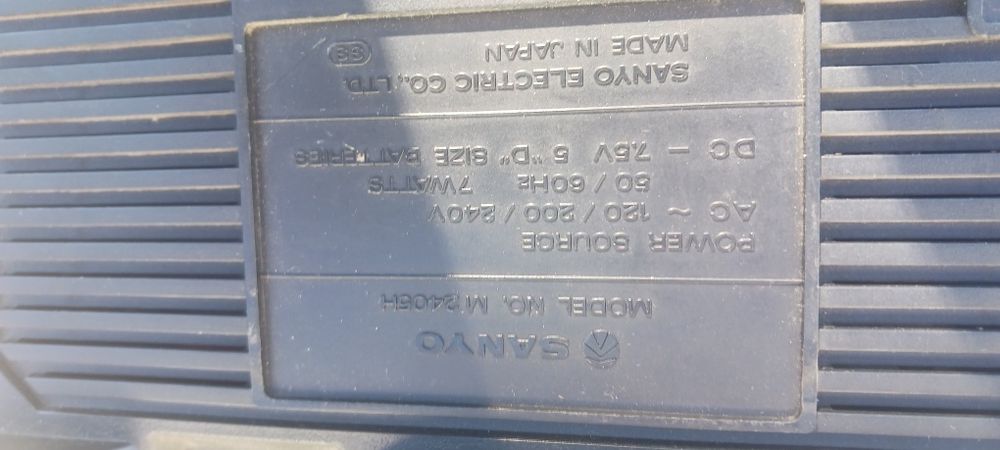 SANYO
MODEL NO. M 2405H
POWER SOURCE
AC ~ 120 / 200 / 240V
50 / 60Hz 7WATTS
DC — 7.5V 5 "D" SIZE BATTERIES
SANYO ELECTRIC CO., LTD.
MADE IN JAPAN